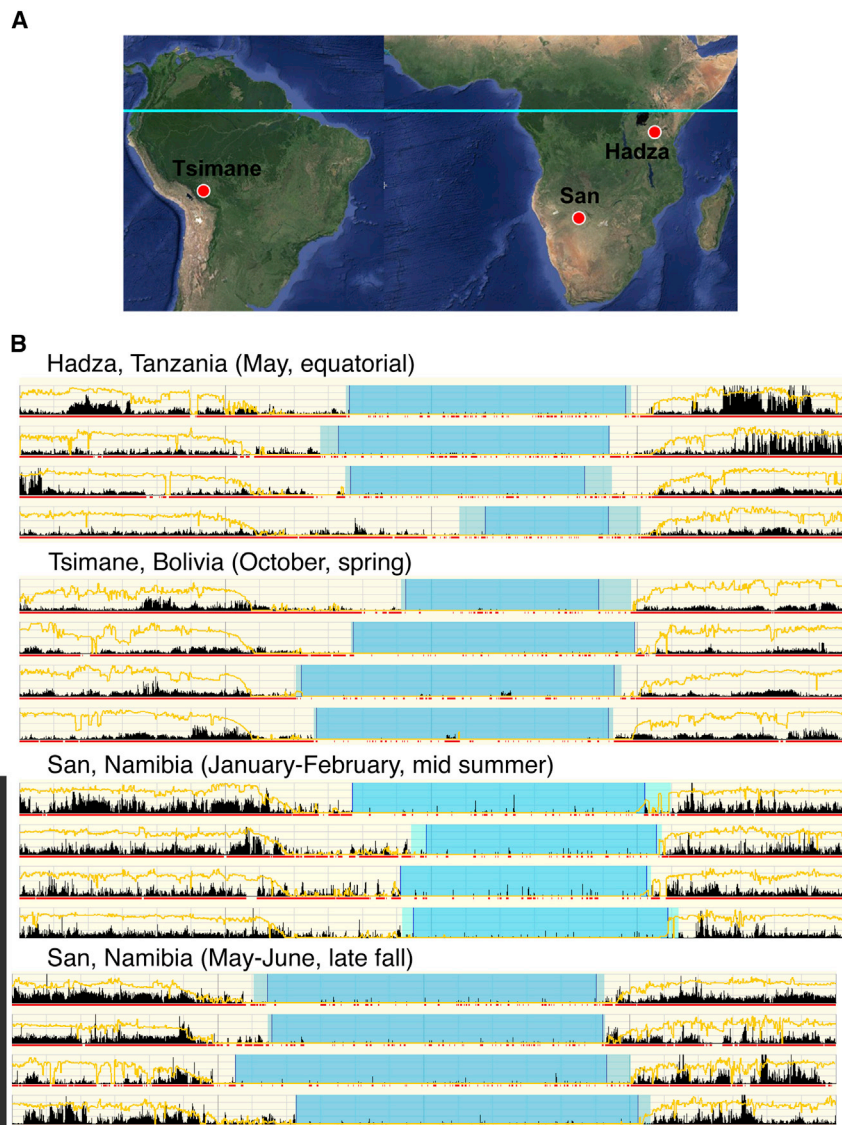 A
Tsimane
Hadza
San
B
Hadza, Tanzania (May, equatorial)
Tsimane, Bolivia (October, spring)
San, Namibia (January-February, mid summer)
San, Namibia (May-June, late fall)